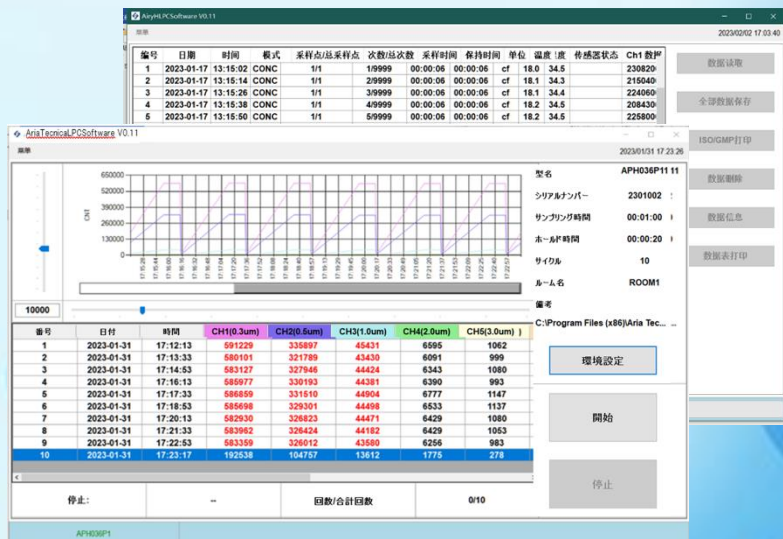 AiryHLPCSoftware V0.11
菜单
2023/02/02 17:03:40
编号 日期 时间 模式 采样点/总采样点 次数/总次数 采样时间 保持时间 单位 温度 传感器状态 Ch1
1 2023-01-17 13:15:02 CONC 1/1 1/9999 00:00:06 00:00:06 cf 18.0 34.5 230820
2 2023-01-17 13:15:14 CONC 1/1 2/9999 00:00:06 00:00:06 cf 18.1 34.3 215040
3 2023-01-17 13:15:26 CONC 1/1 3/9999 00:00:06 00:00:06 cf 18.1 34.4 224060
4 2023-01-17 13:15:38 CONC 1/1 4/9999 00:00:06 00:00:06 cf 18.2 34.5 208430
5 2023-01-17 13:15:50 CONC 1/1 5/9999 00:00:06 00:00:06 cf 18.2 34.5 225800
数据读取
全部数据保存
ISO/GMP打印
数据删除
数据信息
数据表打印
AriaTecnicaLPCSoftware V0.11
2023/01/31 17:23:26
CNT
650000
520000
390000
260000
130000
0
10000
型名 APH036P11 11
シリアルナンバー 2301002
サンプリング時間 00:01:00
ホールド時間 00:00:20
サイクル 10
ルーム名 ROOM1
備考
C:\Program Files (x86)\Aria Tec... ...
環境設定
開始
停止
番号 日付 時間 CH1(0.3um) CH2(0.5um) CH3(1.0um) CH4(2.0um) CH5(3.0um)
1 2023-01-31 17:12:13 591229 335897 45431 6595 1062
2 2023-01-31 17:13:33 580101 321789 43430 6091 999
3 2023-01-31 17:14:53 583127 327946 44424 6343 1080
4 2023-01-31 17:16:13 585977 330193 44381 6390 993
5 2023-01-31 17:17:33 586859 331510 44904 6777 1147
6 2023-01-31 17:18:53 585698 329301 44498 6533 1137
7 2023-01-31 17:20:13 582930 326823 44471 6429 1080
8 2023-01-31 17:21:33 583962 326424 44182 6429 1053
9 2023-01-31 17:22:53 583359 326012 43580 6256 983
10 2023-01-31 17:23:17 192538 104757 13612 1775 278
停止: -- 回数/合計回数 0/10
APH036P1